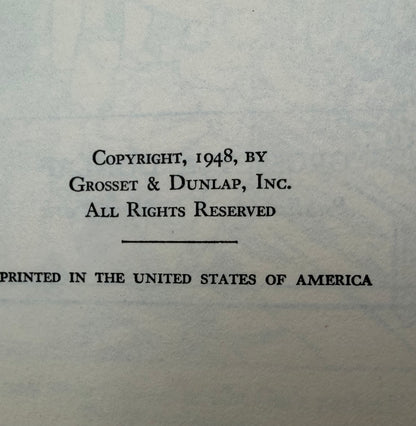 Copyright, 1948, by
Grosset & Dunlap, Inc.
All Rights Reserved
PRINTED IN THE UNITED STATES OF AMERICA